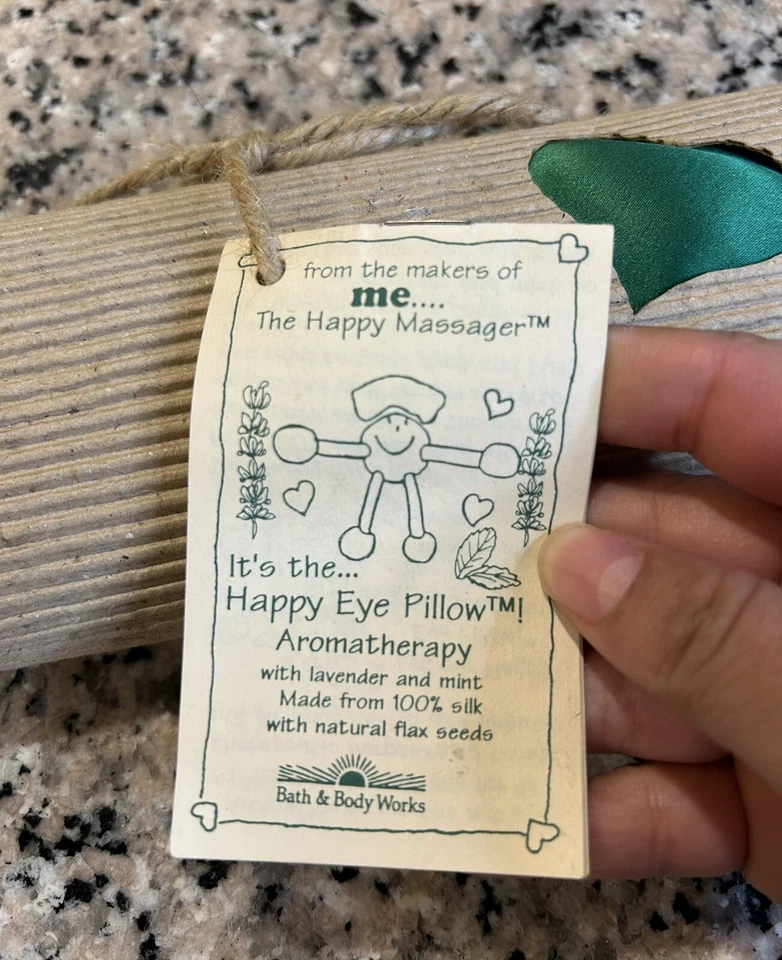 from the makers of
me....
The Happy Massager™
It's the...
Happy Eye Pillow™!
Aromatherapy
with lavender and mint
Made from 100% silk
with natural flax seeds
Bath & Body Works